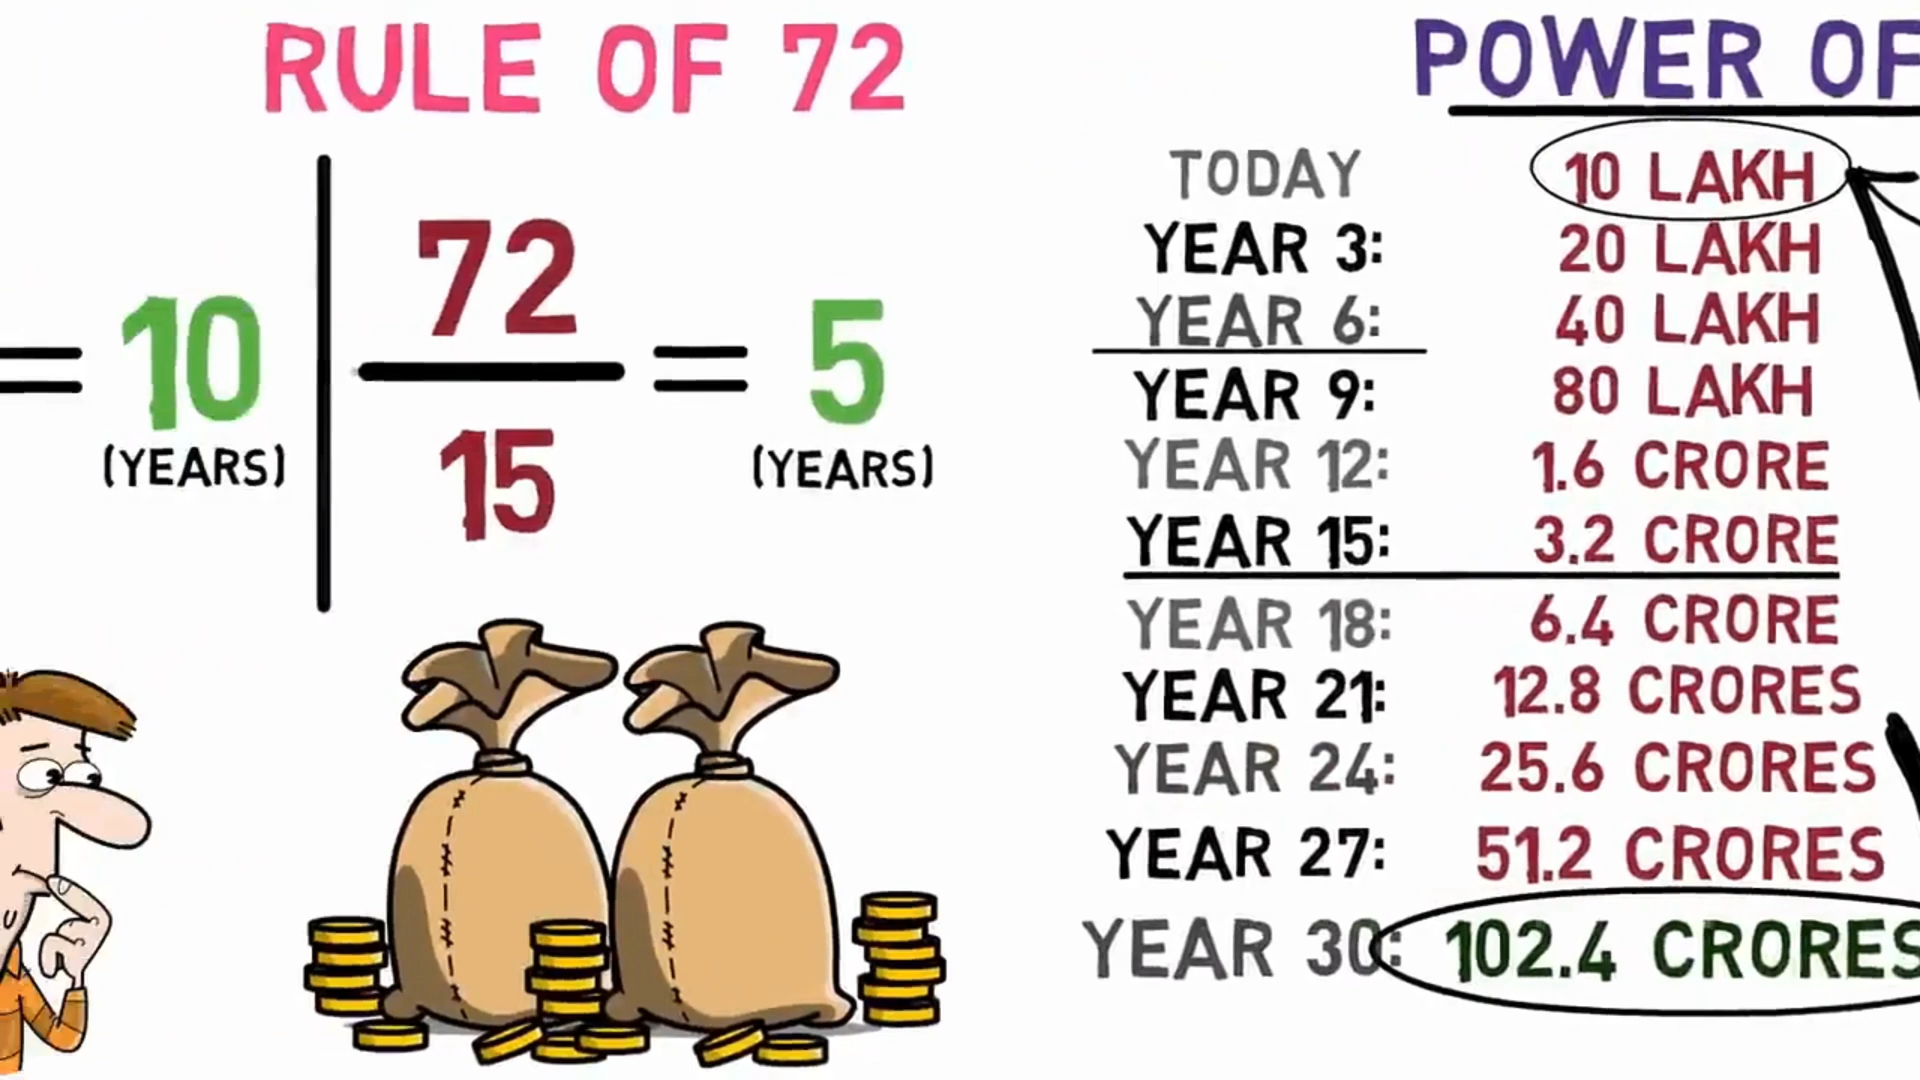 RULE OF 72
= 10
(YEARS)
72
15
= 5
(YEARS)
POWER OF
TODAY 10 LAKH
YEAR 3: 20 LAKH
YEAR 6: 40 LAKH
YEAR 9: 80 LAKH
YEAR 12: 1.6 CRORE
YEAR 15: 3.2 CRORE
YEAR 18: 6.4 CRORE
YEAR 21: 12.8 CRORES
YEAR 24: 25.6 CRORES
YEAR 27: 51.2 CRORES
YEAR 30: 102.4 CRORES